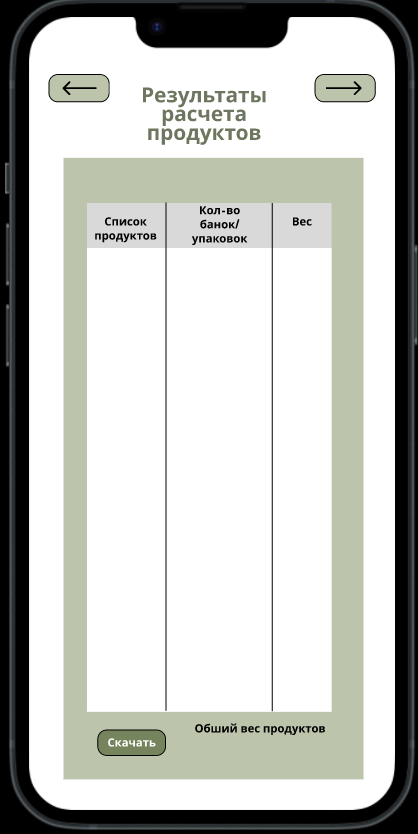 Результаты
расчета
продуктов
Список
продуктов
Кол-во
банок/
упаковок
Вес
Обший вес продуктов
Скачать